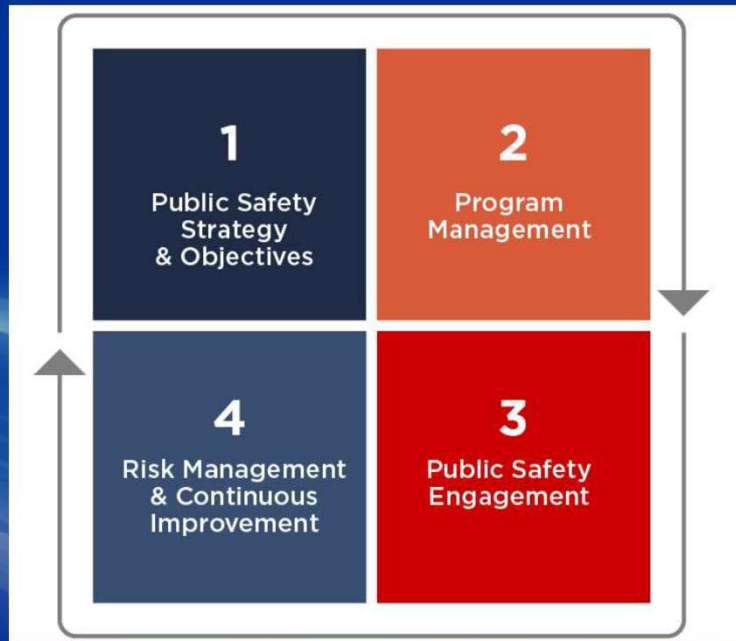 1
Public Safety
Strategy
& Objectives
2
Program
Management
4
Risk Management
& Continuous
Improvement
3
Public Safety
Engagement